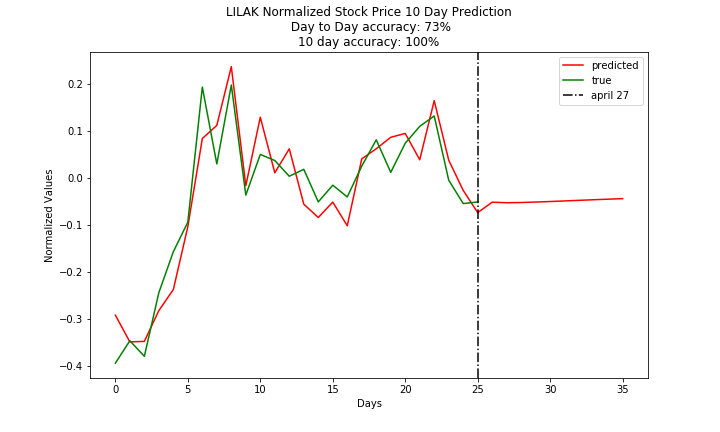 LILAK Normalized Stock Price 10 Day Prediction
Day to Day accuracy: 73%
10 day accuracy: 100%
predicted
true
april 27
0.2
0.1
0.0
−0.1
−0.2
−0.3
−0.4
Normalized Values
0 5 10 15 20 25 30 35
Days